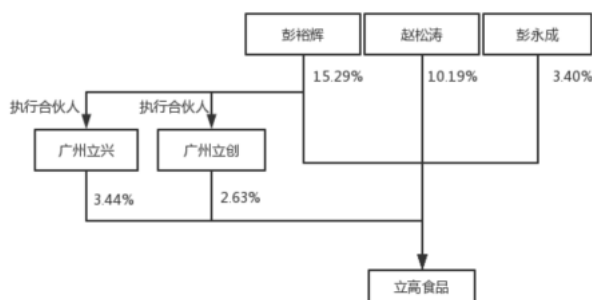 彭裕辉
赵松涛
彭永成
15.29%
10.19%
3.40%
执行合伙人
执行合伙人
广州立兴
广州立创
3.44%
2.63%
立高食品